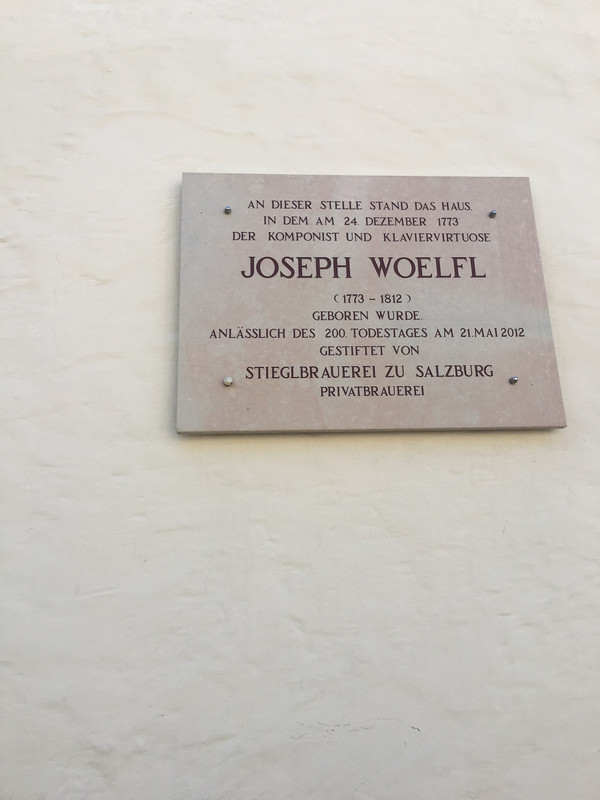 AN DIESER STELLE STAND DAS HAUS.
IN DEM AM 24. DEZEMBER 1773
DER KOMPONIST UND KLAVIERVIRTUOSE
JOSEPH WOELFL
(1773 – 1812)
GEBOREN WURDE.
ANLÄSSLICH DES 200. TODESTAGES AM 21.MAI 2012
GESTIFTET VON
STIEGLBRAUEREI ZU SALZBURG
PRIVATBRAUEREI